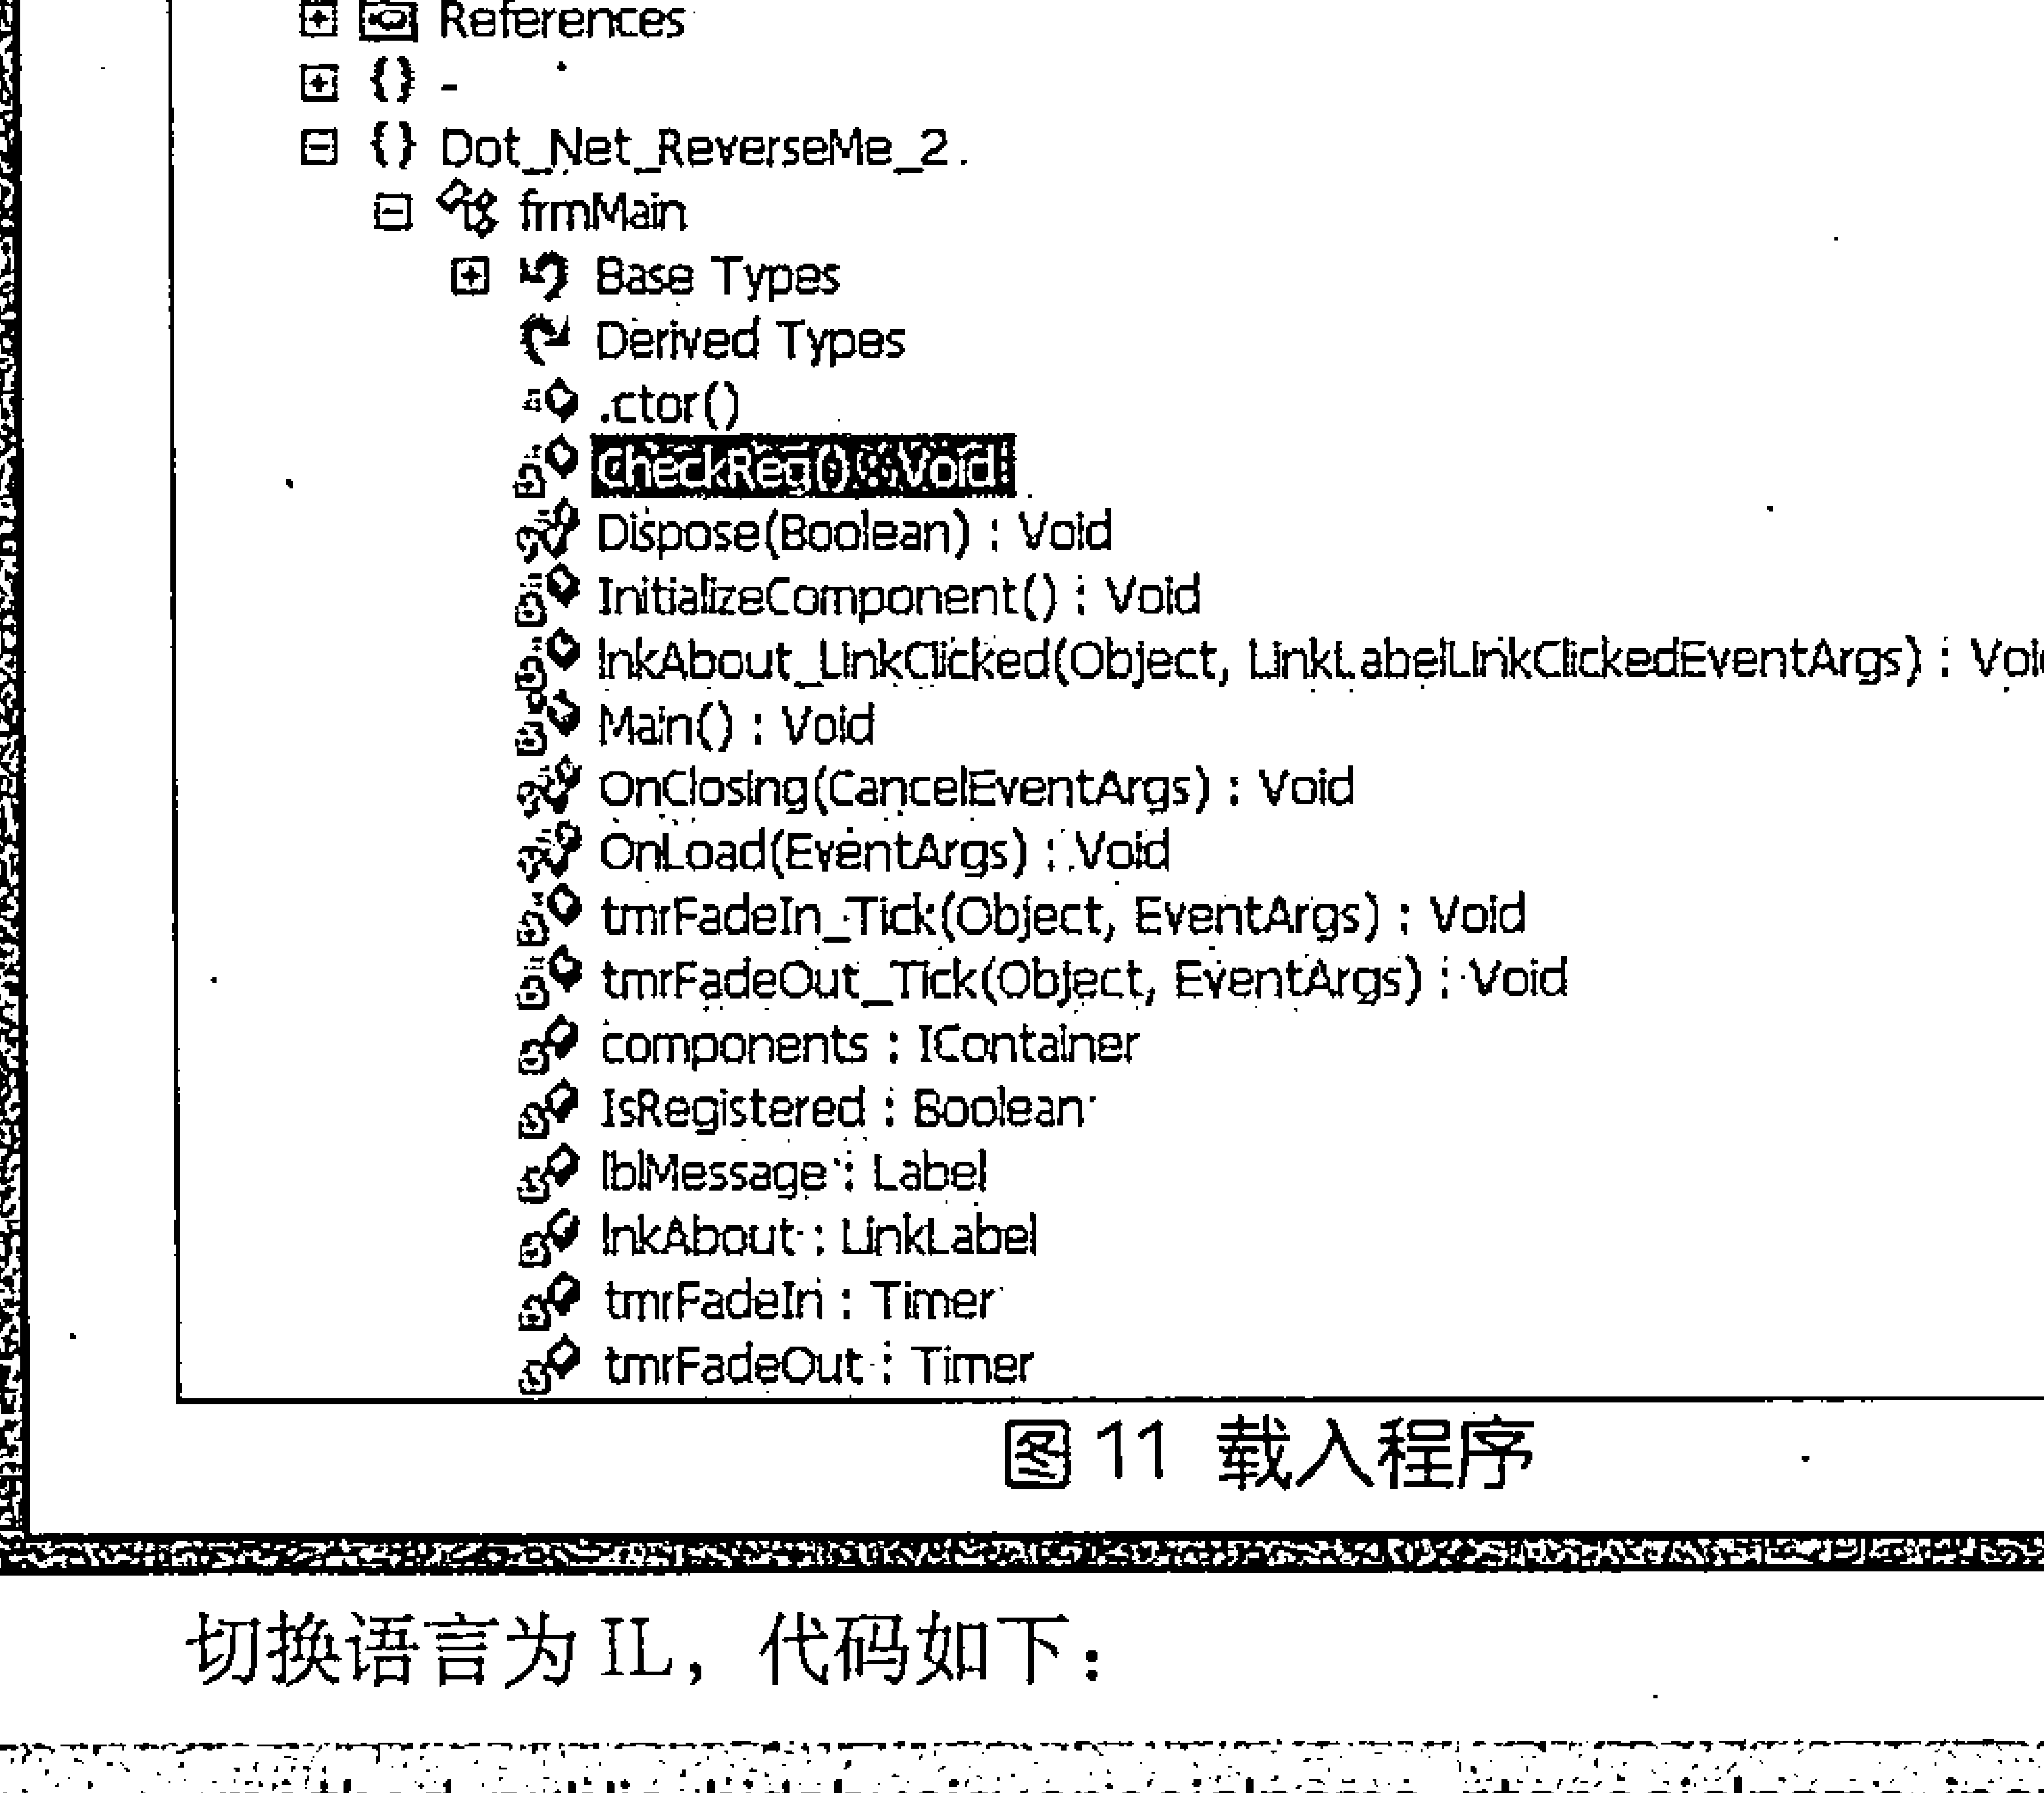 References
{} -
{} Dot_Net_ReverseMe_2
frmMain
Base Types
Derived Types
.ctor()
CheckReg() : Void
Dispose(Boolean) : Void
InitializeComponent() : Void
lnkAbout_LinkClicked(Object, LinkLabelLinkClickedEventArgs) : Void
Main() : Void
OnClosing(CancelEventArgs) : Void
OnLoad(EventArgs) : Void
tmrFadeIn_Tick(Object, EventArgs) : Void
tmrFadeOut_Tick(Object, EventArgs) : Void
components : IContainer
IsRegistered : Boolean
lblMessage : Label
lnkAbout : LinkLabel
tmrFadeIn : Timer
tmrFadeOut : Timer
图 11 载入程序
切换语言为 IL，代码如下：